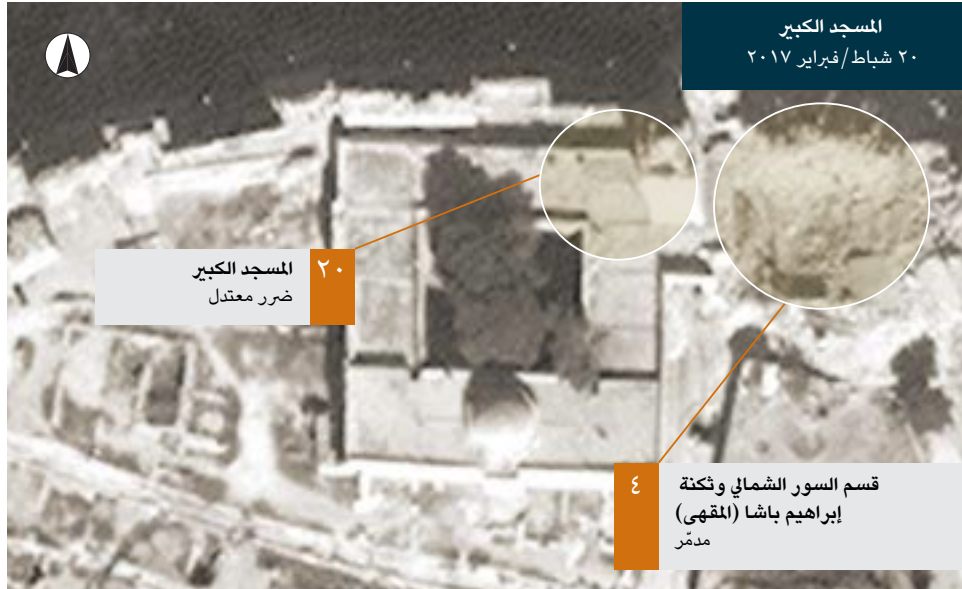 المسجد الكبير
٢٠ شباط/فبراير ٢٠١٧
٢٠
المسجد الكبير
ضرر معتدل
٤
قسم السور الشمالي وثكنة
إبراهيم باشا (المقهى)
مدمّر